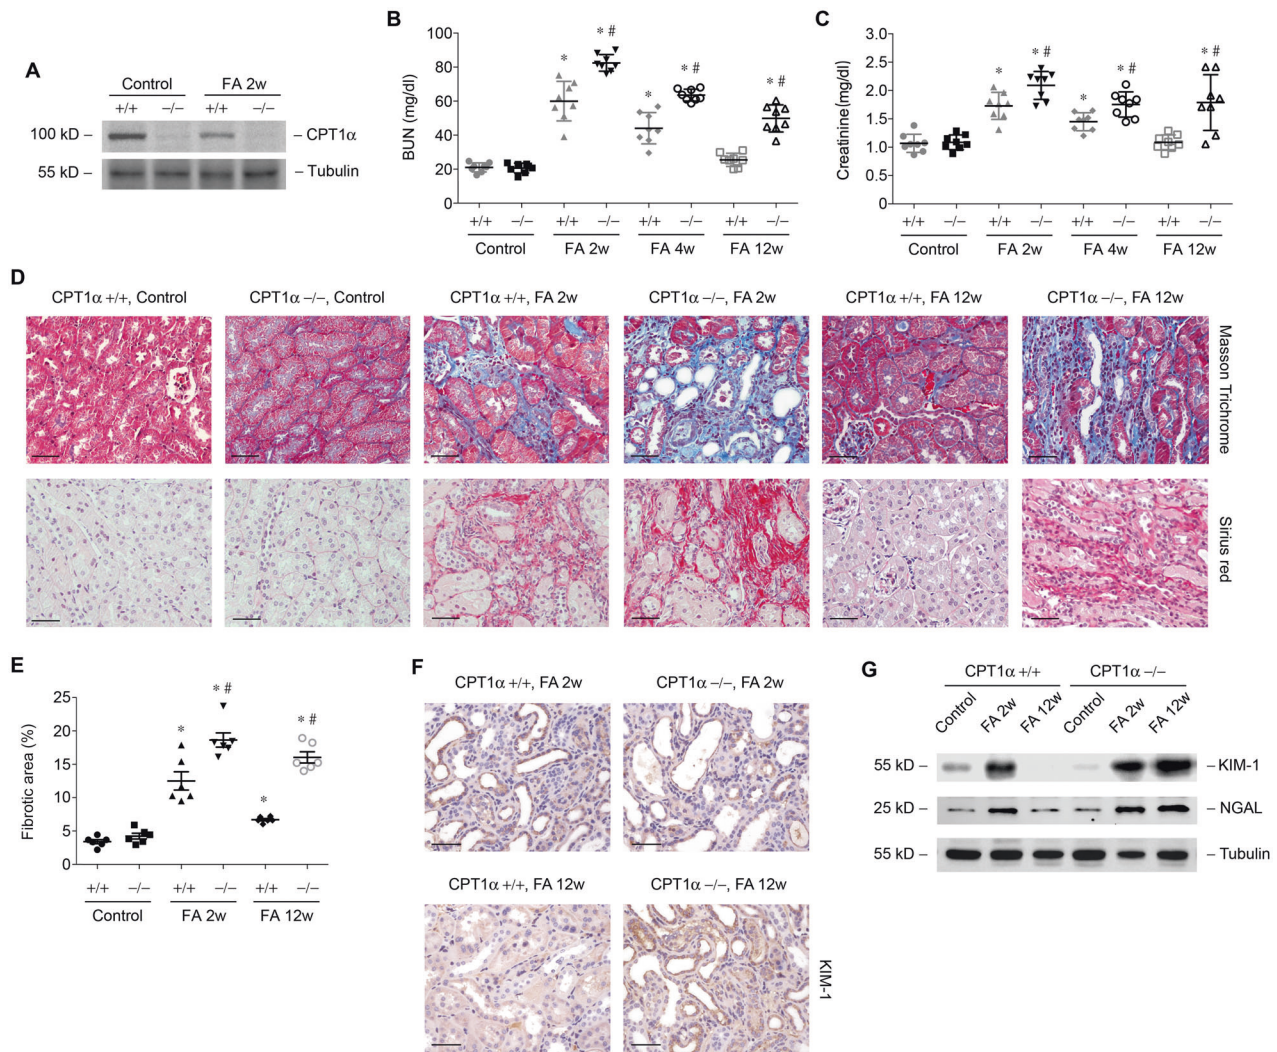 A
Control FA 2w
+/+ −/− +/+ −/−
100 kD – – CPT1α
55 kD – – Tubulin
B
BUN (mg/dl)
100
80
60
40
20
0
* * # * * # * #
+/+ −/− +/+ −/− +/+ −/− +/+ −/−
Control FA 2w FA 4w FA 12w
C
Creatinine(mg/dl)
3.0
2.5
2.0
1.5
1.0
0.5
0
* * # * * # * #
+/+ −/− +/+ −/− +/+ −/− +/+ −/−
Control FA 2w FA 4w FA 12w
D
CPT1α +/+, Control CPT1α −/−, Control CPT1α +/+, FA 2w CPT1α −/−, FA 2w CPT1α +/+, FA 12w CPT1α −/−, FA 12w
Masson Trichrome
Sirius red
E
Fibrotic area (%)
25
20
15
10
5
0
* * # * * #
+/+ −/− +/+ −/− +/+ −/−
Control FA 2w FA 12w
F
CPT1α +/+, FA 2w CPT1α −/−, FA 2w
CPT1α +/+, FA 12w CPT1α −/−, FA 12w
KIM-1
G
CPT1α +/+ CPT1α −/−
Control FA 2w FA 12w Control FA 2w FA 12w
55 kD – – KIM-1
25 kD – – NGAL
55 kD – – Tubulin